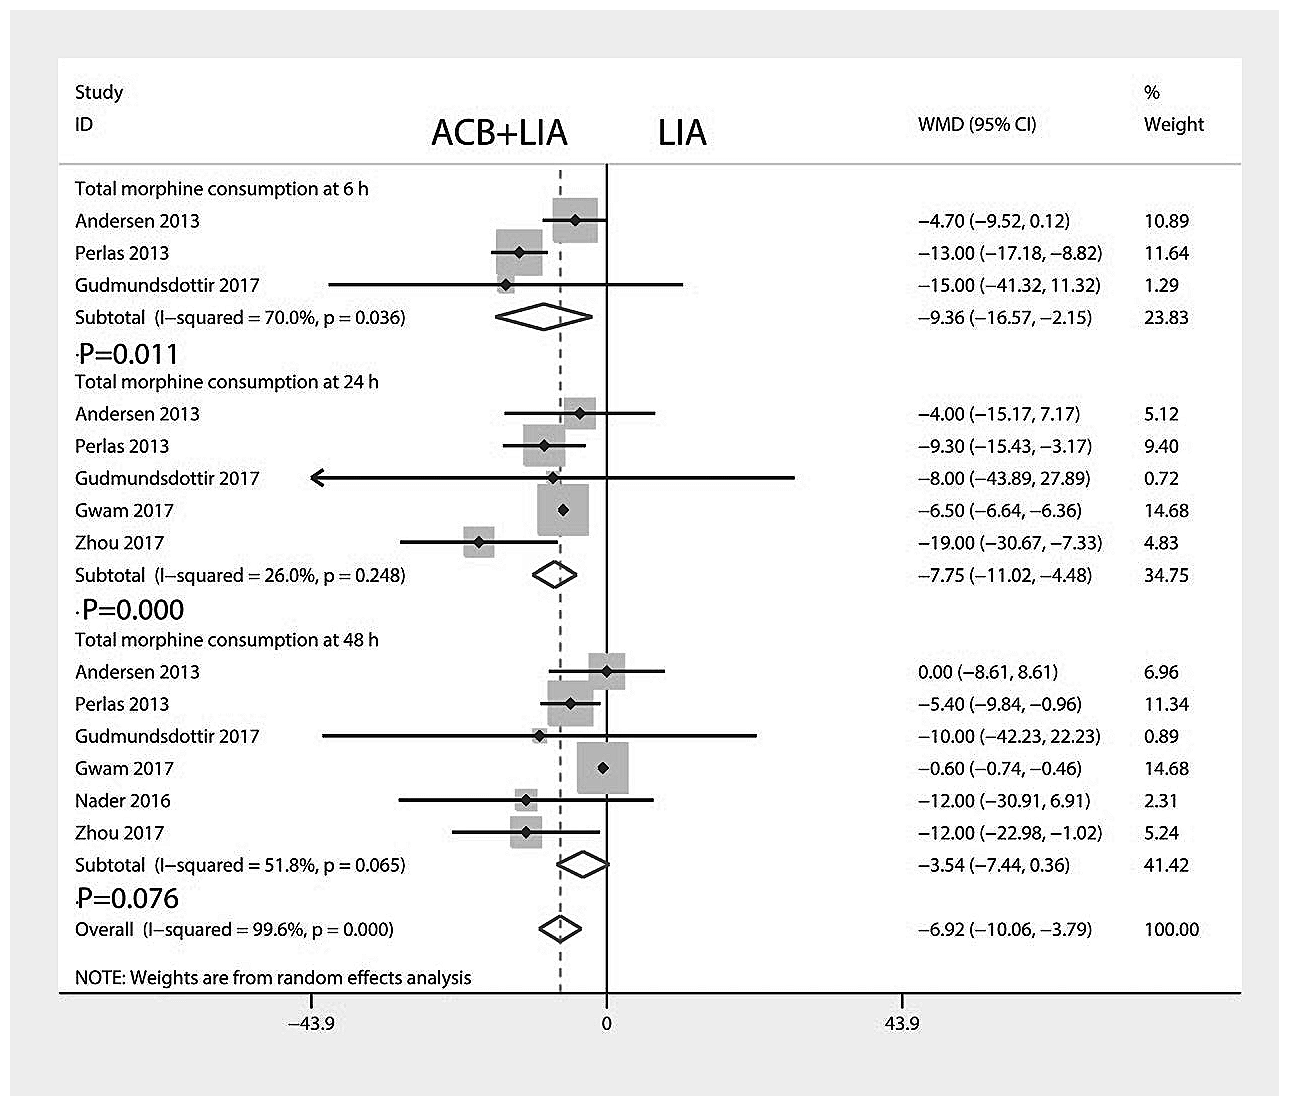 Study %
ID ACB+LIA LIA WMD (95% CI) Weight
Total morphine consumption at 6 h
Andersen 2013 −4.70 (−9.52, 0.12) 10.89
Perlas 2013 −13.00 (−17.18, −8.82) 11.64
Gudmundsdottir 2017 −15.00 (−41.32, 11.32) 1.29
Subtotal (I−squared = 70.0%, p = 0.036) −9.36 (−16.57, −2.15) 23.83
·P=0.011
Total morphine consumption at 24 h
Andersen 2013 −4.00 (−15.17, 7.17) 5.12
Perlas 2013 −9.30 (−15.43, −3.17) 9.40
Gudmundsdottir 2017 −8.00 (−43.89, 27.89) 0.72
Gwam 2017 −6.50 (−6.64, −6.36) 14.68
Zhou 2017 −19.00 (−30.67, −7.33) 4.83
Subtotal (I−squared = 26.0%, p = 0.248) −7.75 (−11.02, −4.48) 34.75
·P=0.000
Total morphine consumption at 48 h
Andersen 2013 0.00 (−8.61, 8.61) 6.96
Perlas 2013 −5.40 (−9.84, −0.96) 11.34
Gudmundsdottir 2017 −10.00 (−42.23, 22.23) 0.89
Gwam 2017 −0.60 (−0.74, −0.46) 14.68
Nader 2016 −12.00 (−30.91, 6.91) 2.31
Zhou 2017 −12.00 (−22.98, −1.02) 5.24
Subtotal (I−squared = 51.8%, p = 0.065) −3.54 (−7.44, 0.36) 41.42
·P=0.076
Overall (I−squared = 99.6%, p = 0.000) −6.92 (−10.06, −3.79) 100.00
NOTE: Weights are from random effects analysis
−43.9 0 43.9